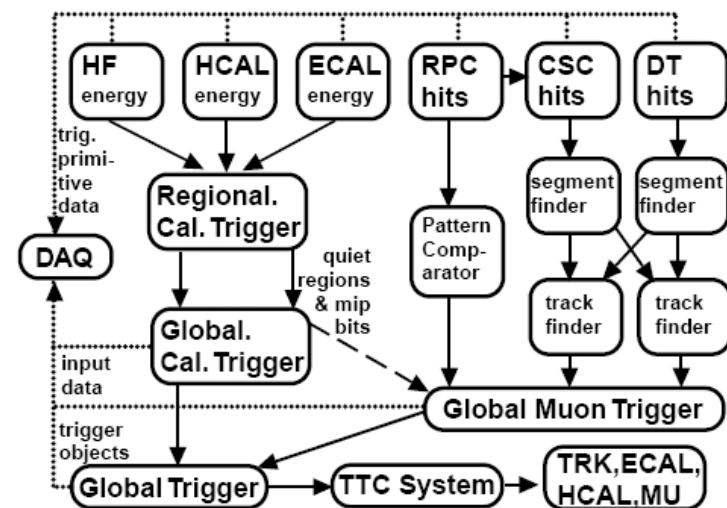 HF
energy
HCAL
energy
ECAL
energy
RPC
hits
CSC
hits
DT
hits
trig.
primi-
tive
data
Regional.
Cal. Trigger
segment
finder
segment
finder
Pattern
Comp-
arator
DAQ
quiet
regions
& mip
bits
Global.
Cal. Trigger
track
finder
track
finder
input
data
Global Muon Trigger
trigger
objects
Global Trigger
TTC System
TRK,ECAL,
HCAL,MU